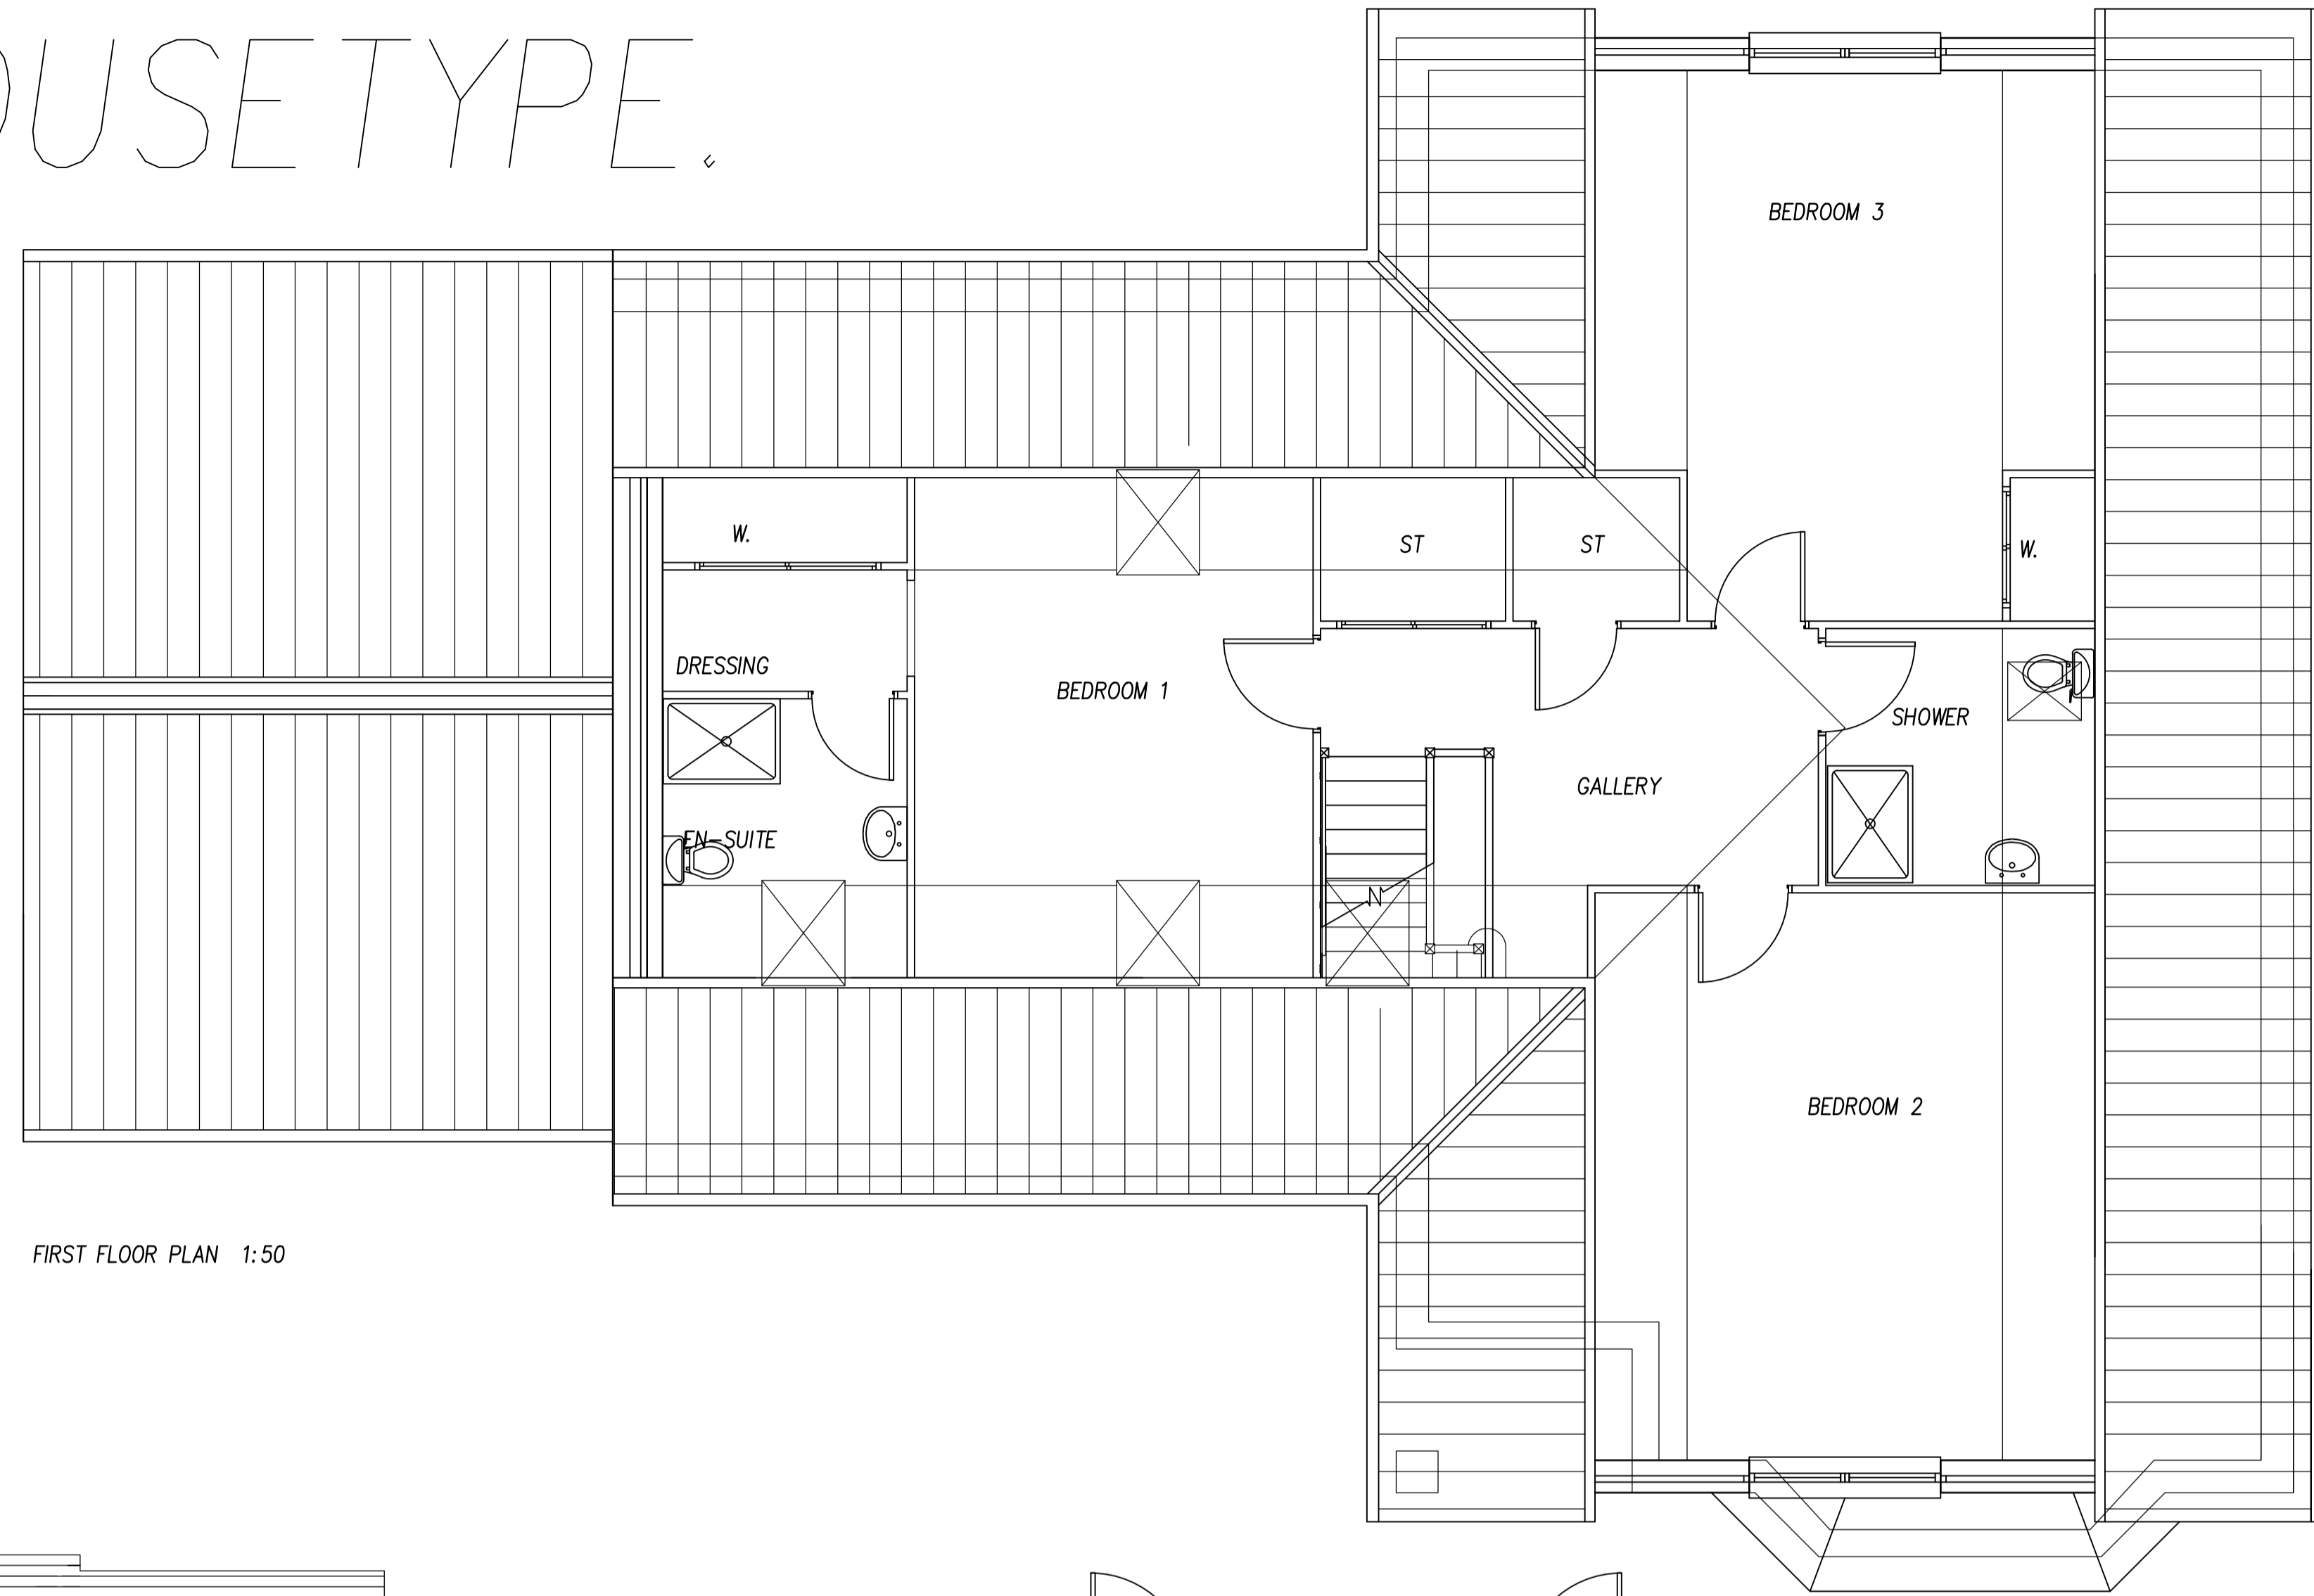 OUSETYPE.
BEDROOM 3
W.
ST
ST
W.
DRESSING
BEDROOM 1
SHOWER
GALLERY
EN-SUITE
BEDROOM 2
FIRST FLOOR PLAN 1:50